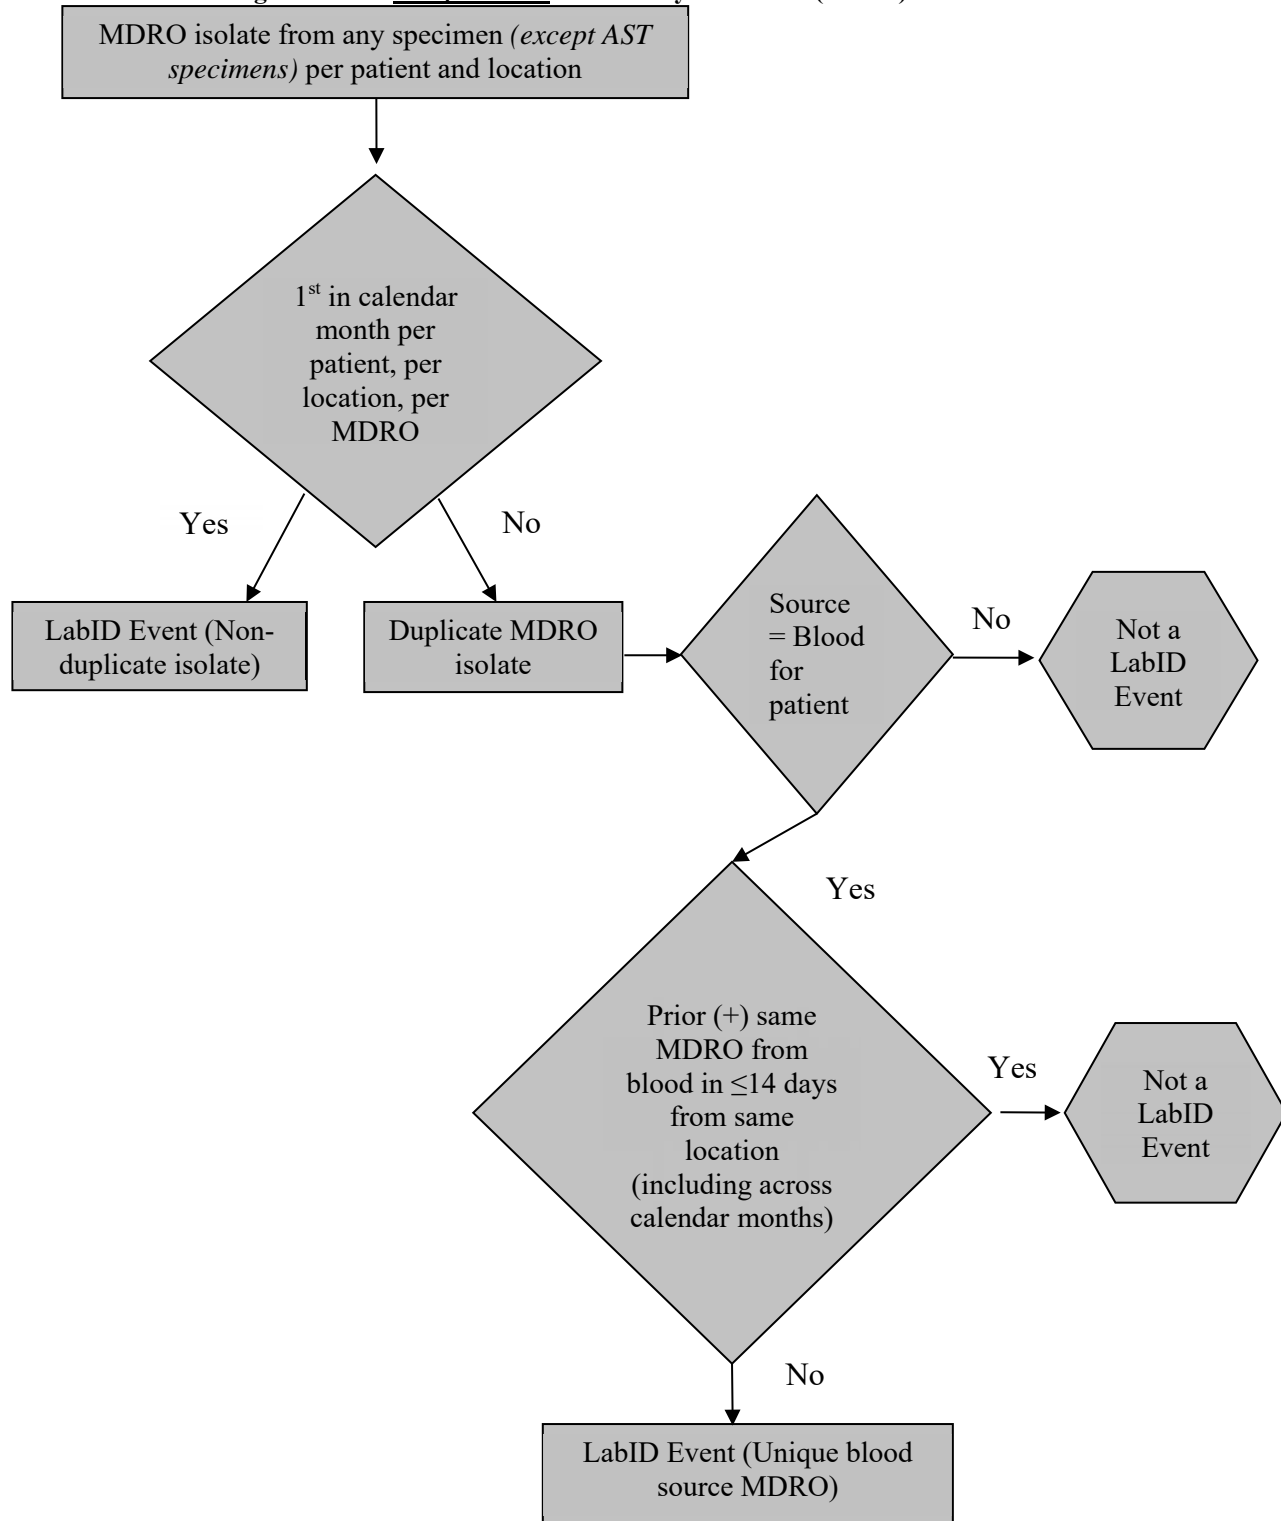 MDRO isolate from any specimen (except AST
specimens) per patient and location
1st in calendar
month per
patient, per
location, per
MDRO
Yes
No
LabID Event (Non-
duplicate isolate)
Duplicate MDRO
isolate
Source
= Blood
for
patient
No
Not a
LabID
Event
Yes
Prior (+) same
MDRO from
blood in ≤14 days
from same
location
(including across
calendar months)
Yes
Not a
LabID
Event
No
LabID Event (Unique blood
source MDRO)